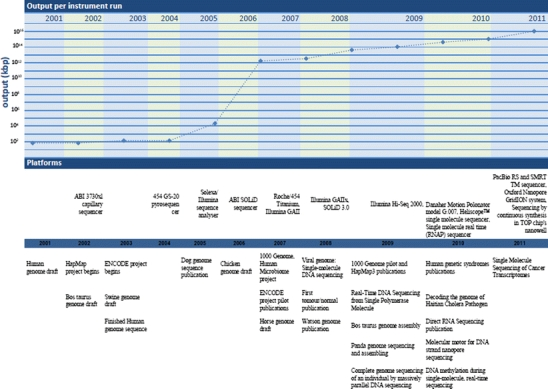 Output per instrument run
2001 2002 2003 2004 2005 2006 2007 2008 2009 2010 2011
output (kbp)
Platforms
ABI 3730xl
capillary
sequencer
454 GS-20
pyrosequen
cer
Solexa/
Illumina
sequence
analyser
ABI SOLiD
sequencer
Roche/454
Titanium,
Illumina GAII
Illumina GAIIx,
SOLiD 3.0
Illumina Hi-Seq 2000,
Danaher Motion Polonator
model G.007, Heliscope™
single molecule sequencer,
Single molecule real time
(RNAP) sequencer
PacBio RS and SMRT
TM sequencer,
Oxford Nanopore
GridION system,
Sequencing by
continuous synthesis
in TOP chip's
nanowell
2001 2002 2003 2004 2005 2006 2007 2008 2009 2010 2011
Human
genome draft
HapMap
project begins
Bos taurus
genome draft
ENCODE project
begins
Swine genome
draft
Finished Human
genome sequence
Dog genome
sequence
publication
Chicken
genome draft
1000 Genome,
Human
Microbiome
project
ENCODE
project pilot
publications
Horse genome
draft
Viral genome:
Single-molecule
DNA sequencing
First
tumour/normal
publication
Watson genome
publication
1000 Genome pilot and
HapMap3 publications
Real-Time DNA Sequencing
from Single Polymerase
Molecule
Bos taurus genome assembly
Panda genome sequencing
and assembling
Complete genome sequencing
of an individual by massively
parallel DNA sequencing
Human genetic syndromes
publications
Decoding the genome of
Haitian Cholera Pathogen
Direct RNA Sequencing
publication
Molecular motor for DNA
strand nanopore
sequencing
DNA methylation during
single-molecule, real-time
sequencing
Single Molecule
Sequencing of Cancer
Transcriptomes